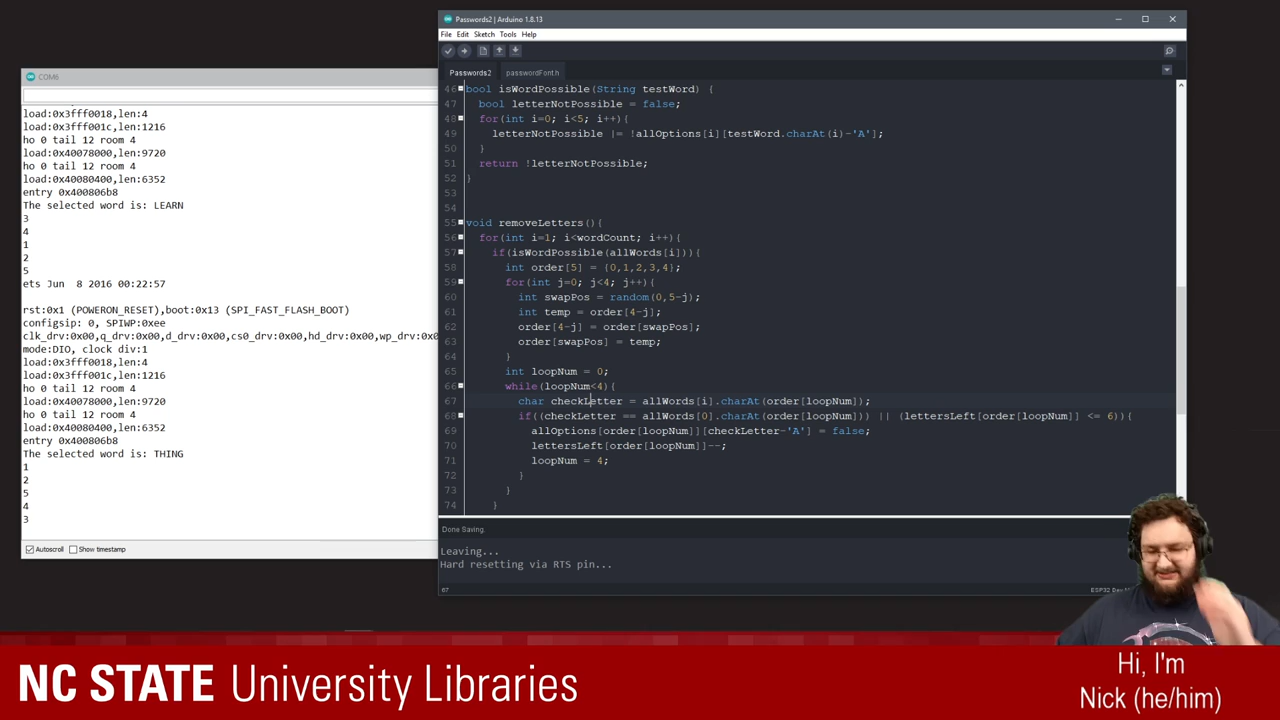 Passwords2 | Arduino 1.8.13
File Edit Sketch Tools Help
Passwords2 passwordFont.h
COM6
load:0x3fff0018,len:4
load:0x3fff001c,len:1216
ho 0 tail 12 room 4
load:0x40078000,len:9720
ho 0 tail 12 room 4
load:0x40080400,len:6352
entry 0x400806b8
The selected word is: LEARN
3
4
1
2
5
ets Jun  8 2016 00:22:57
rst:0x1 (POWERON_RESET),boot:0x13 (SPI_FAST_FLASH_BOOT)
configsip: 0, SPIWP:0xee
clk_drv:0x00,q_drv:0x00,d_drv:0x00,cs0_drv:0x00,hd_drv:0x00,wp_drv:0x0
mode:DIO, clock div:1
load:0x3fff0018,len:4
load:0x3fff001c,len:1216
ho 0 tail 12 room 4
load:0x40078000,len:9720
ho 0 tail 12 room 4
load:0x40080400,len:6352
entry 0x400806b8
The selected word is: THING
1
2
5
4
3
Autoscroll Show timestamp
46 bool isWordPossible(String testWord) {
47 bool letterNotPossible = false;
48 for(int i=0; i<5; i++){
49 letterNotPossible |= !allOptions[i][testWord.charAt(i)-'A'];
50 }
51 return !letterNotPossible;
52 }
53
54
55 void removeLetters(){
56 for(int i=1; i<wordCount; i++){
57 if(isWordPossible(allWords[i])){
58 int order[5] = {0,1,2,3,4};
59 for(int j=0; j<4; j++){
60 int swapPos = random(0,5-j);
61 int temp = order[4-j];
62 order[4-j] = order[swapPos];
63 order[swapPos] = temp;
64 }
65 int loopNum = 0;
66 while(loopNum<4){
67 char checkLetter = allWords[i].charAt(order[loopNum]);
68 if((checkLetter == allWords[0].charAt(order[loopNum])) || (lettersLeft[order[loopNum]] <= 6)){
69 allOptions[order[loopNum]][checkLetter-'A'] = false;
70 lettersLeft[order[loopNum]]--;
71 loopNum = 4;
72 }
73 }
74 }
Done Saving.
Leaving...
Hard resetting via RTS pin...
67 ESP32 Dev
NC STATE University Libraries
Hi, I'm
Nick (he/him)